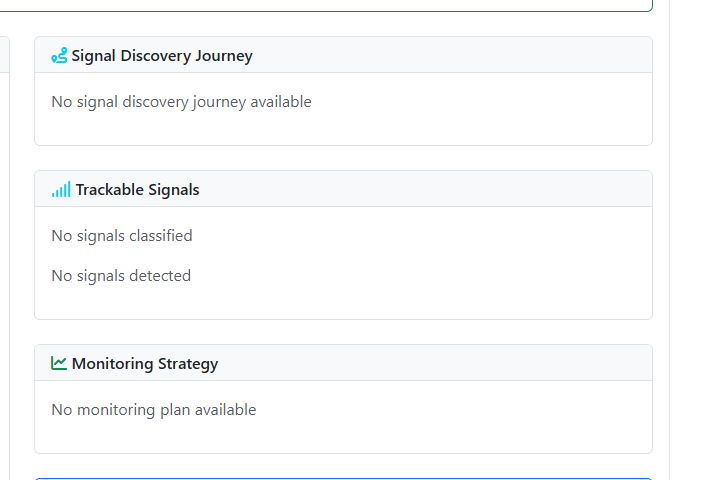 Signal Discovery Journey
No signal discovery journey available
Trackable Signals
No signals classified
No signals detected
Monitoring Strategy
No monitoring plan available